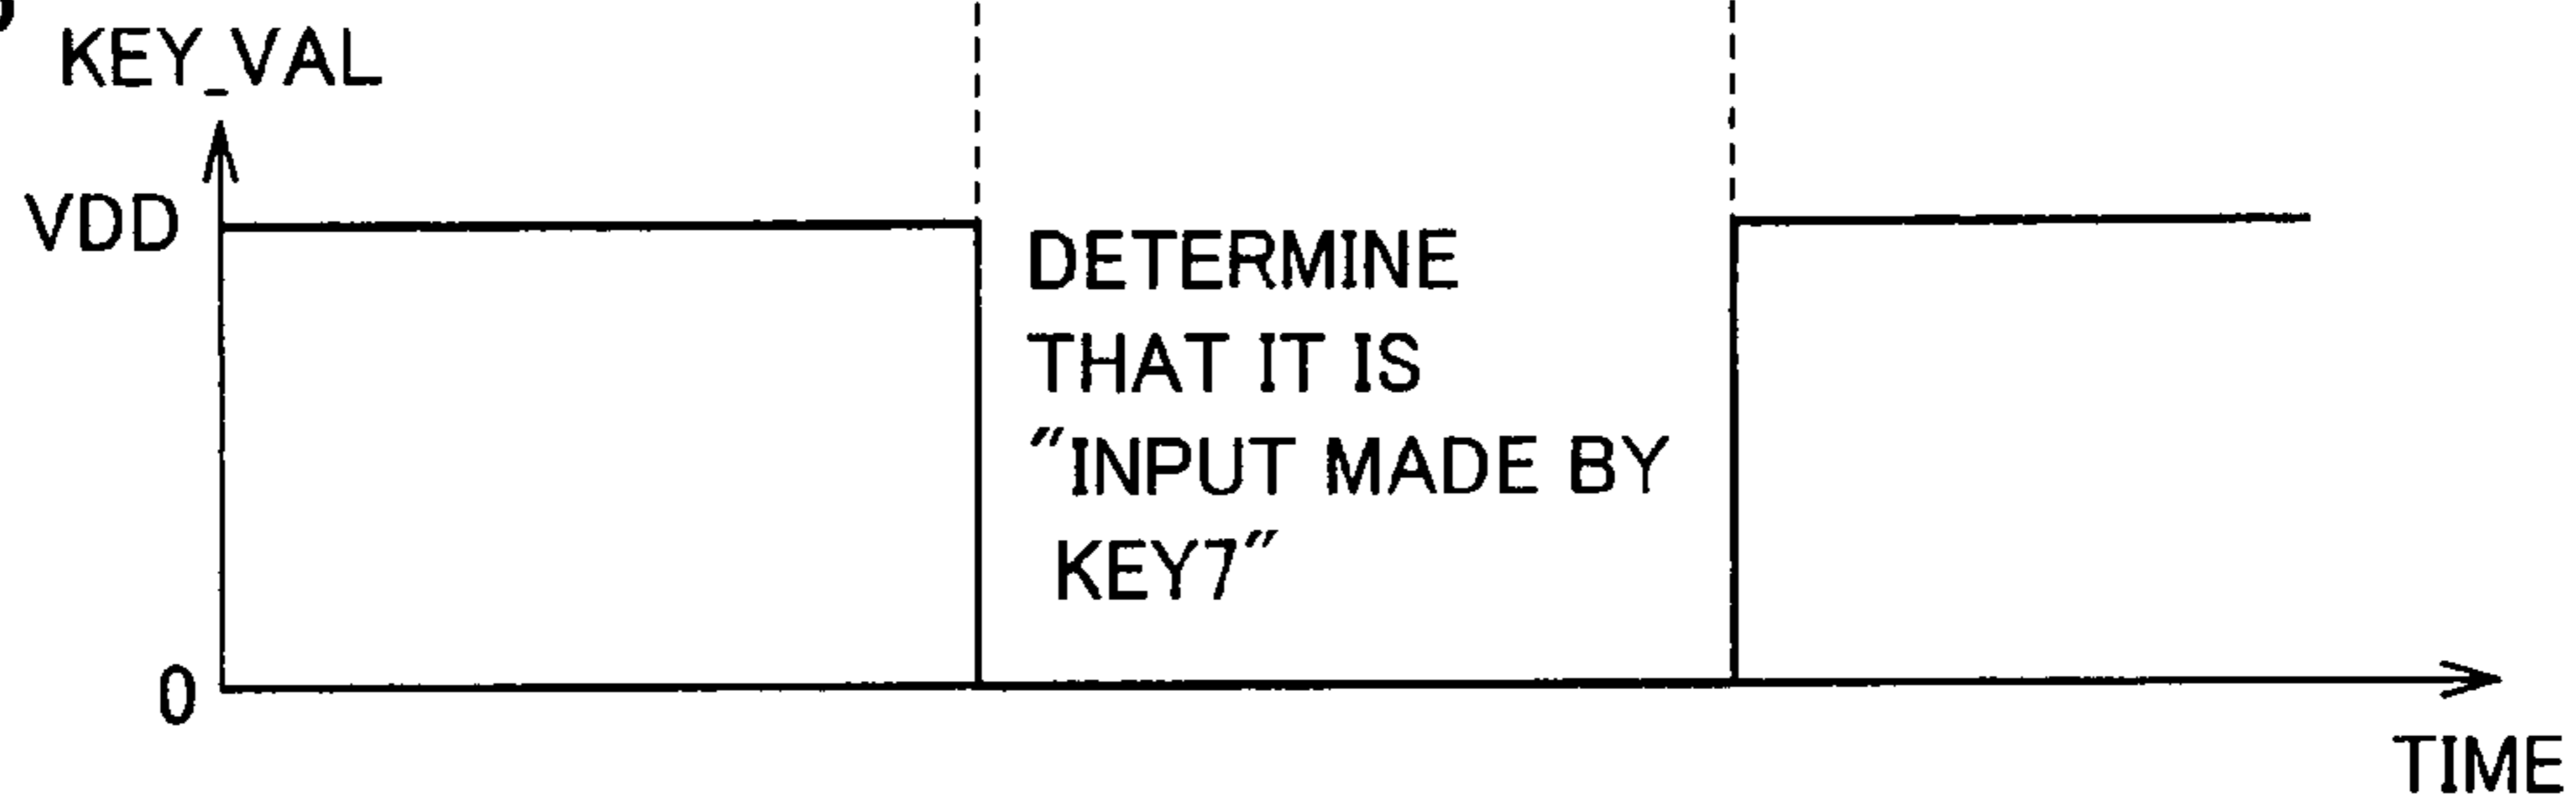 KEY_VAL
VDD
DETERMINE
THAT IT IS
"INPUT MADE BY
KEY7"
0
TIME